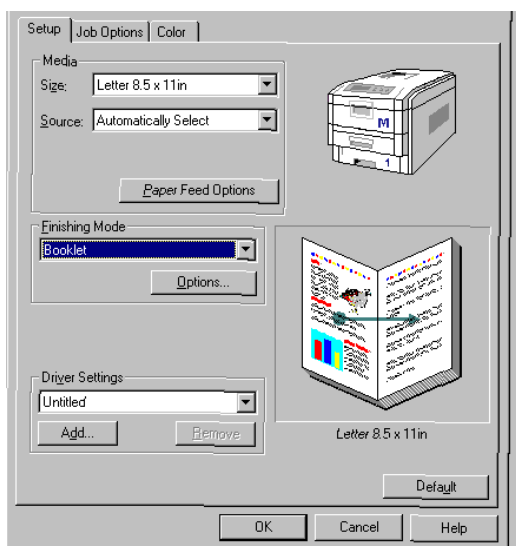 Setup Job Options Color
Media
Size: Letter 8.5 x 11in
Source: Automatically Select
Paper Feed Options
M
1
Finishing Mode
Booklet
Options...
Driver Settings
Untitled
Add... Remove
Letter 8.5 x 11in
Default
OK Cancel Help